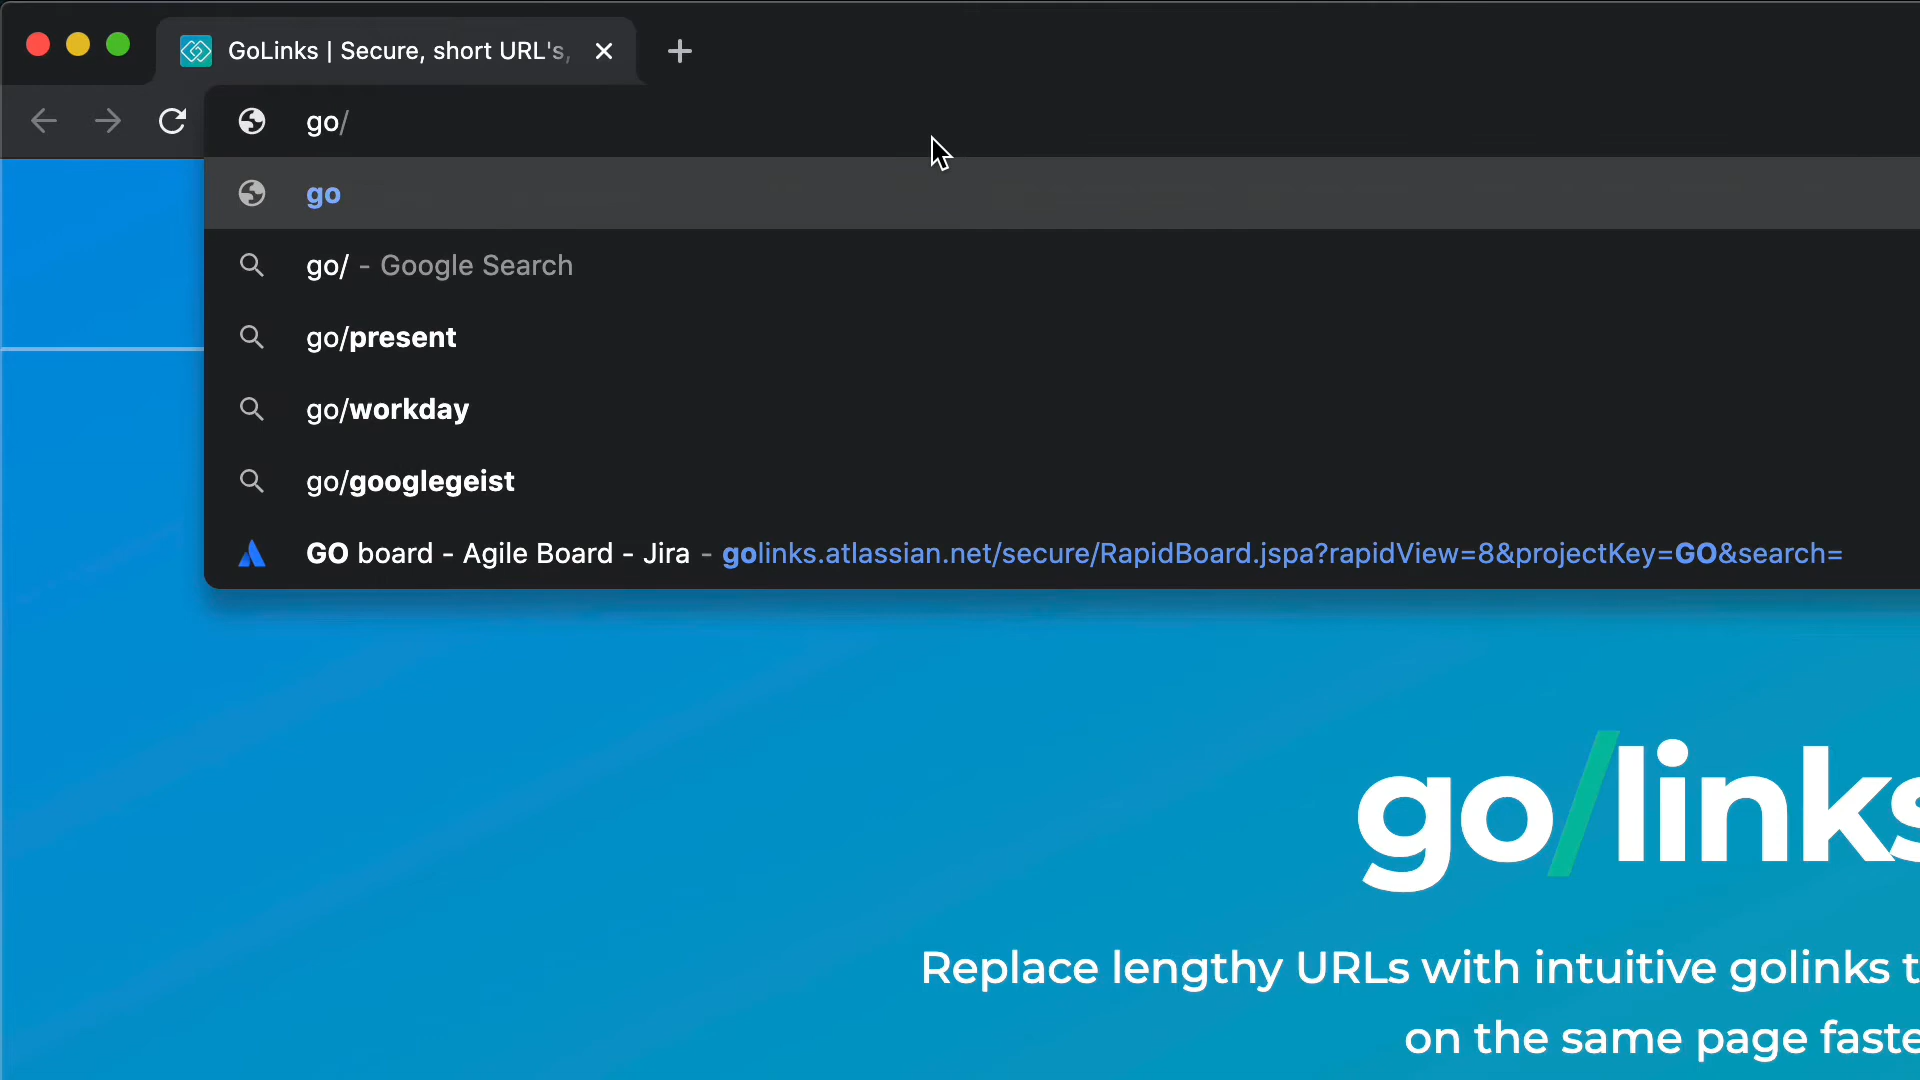 GoLinks | Secure, short URL's,
go/
go
go/ - Google Search
go/present
go/workday
go/googlegeist
GO board - Agile Board - Jira - golinks.atlassian.net/secure/RapidBoard.jspa?rapidView=8&projectKey=GO&search=
go/links
Replace lengthy URLs with intuitive golinks t
on the same page faste